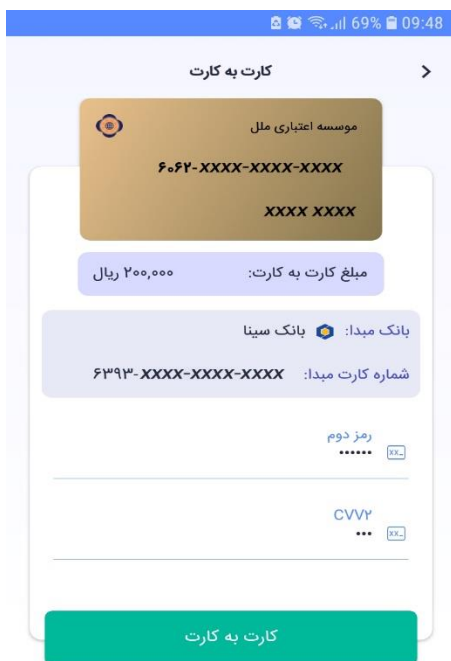 69% 09:48
کارت به کارت
موسسه اعتباری ملل
۶۰۶۲-XXXX-XXXX-XXXX
XXXX XXXX
مبلغ کارت به کارت: ۲۰۰,۰۰۰ ریال
بانک مبدا: بانک سینا
شماره کارت مبدا: ۶۳۹۳-XXXX-XXXX-XXXX
رمز دوم
••••••
CVV۲
•••
کارت به کارت